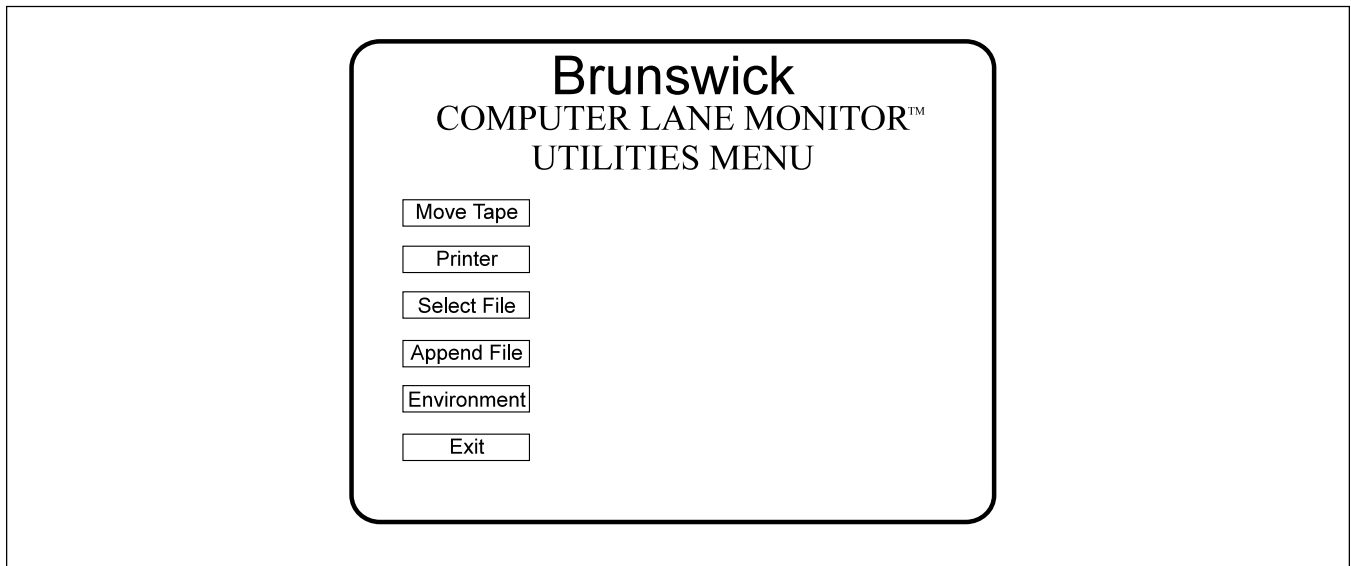 Brunswick
COMPUTER LANE MONITOR™
UTILITIES MENU
Move Tape
Printer
Select File
Append File
Environment
Exit